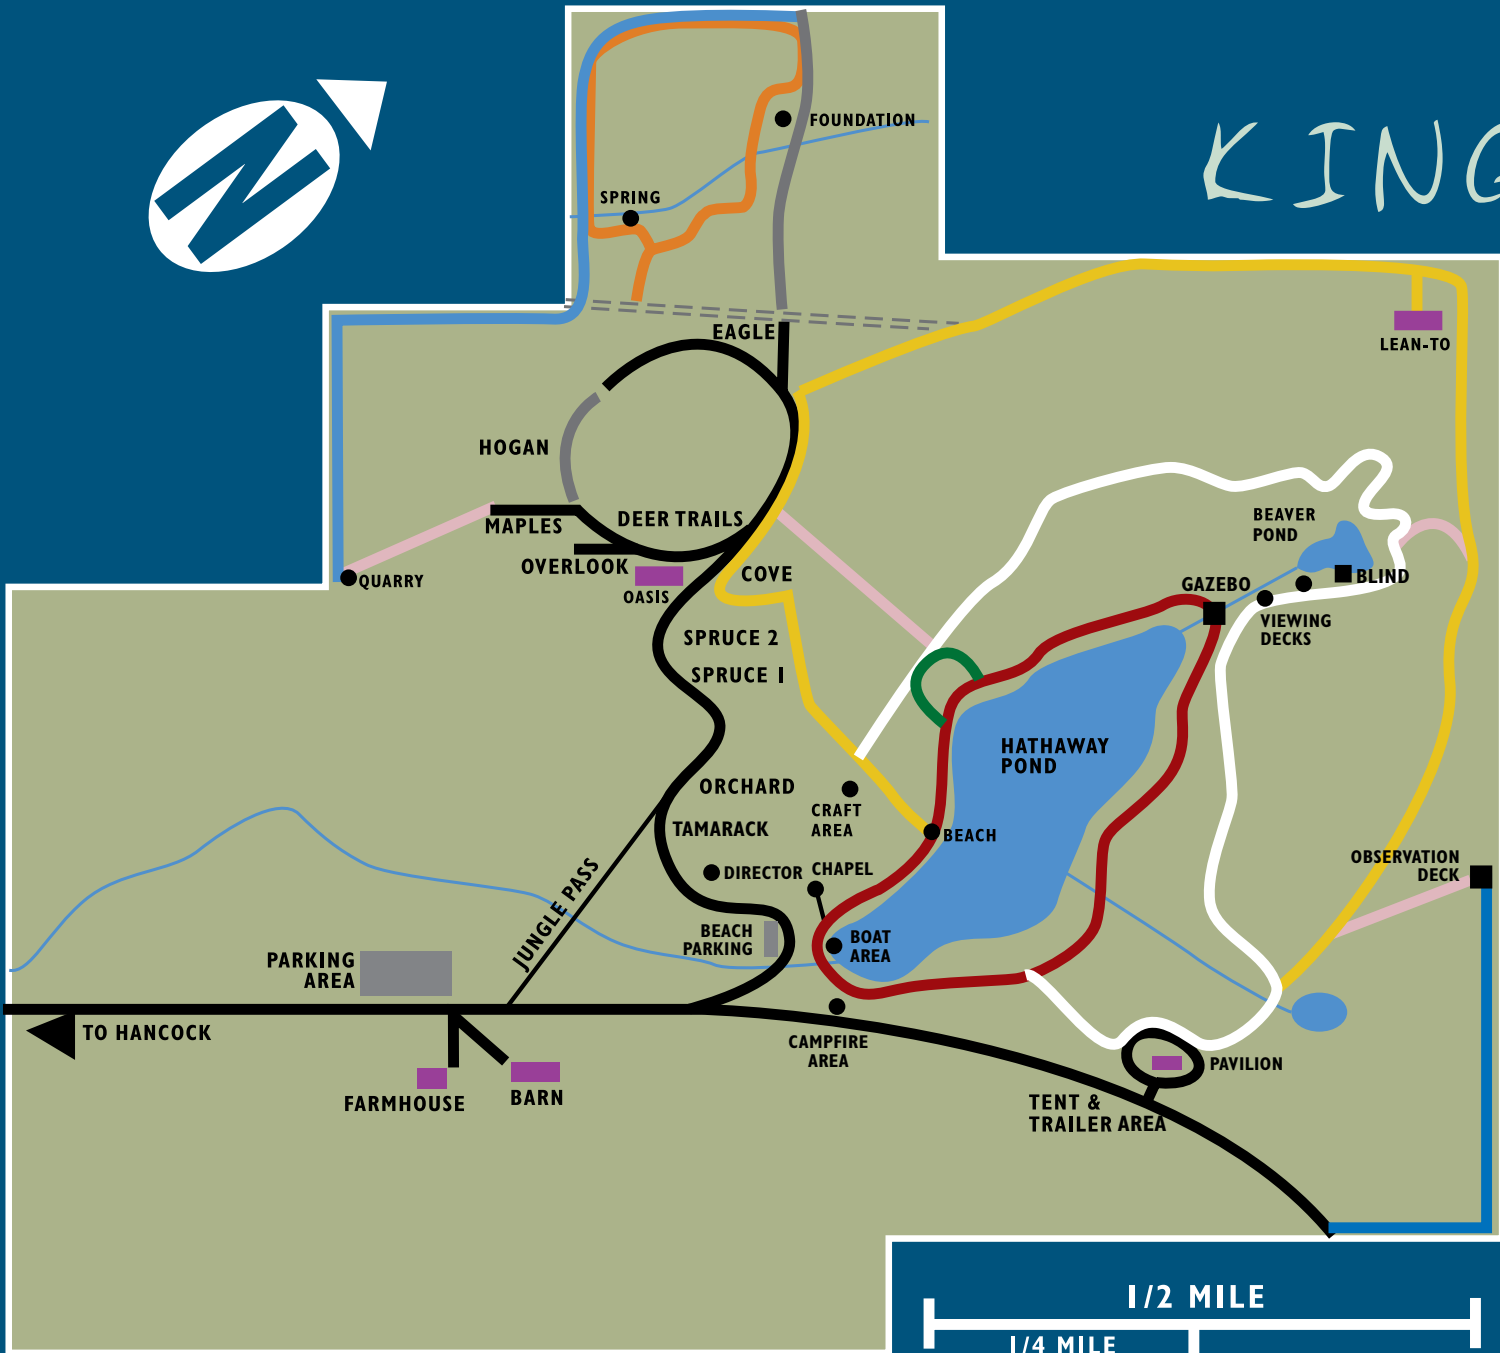 N
KING
FOUNDATION
SPRING
EAGLE
LEAN-TO
HOGAN
MAPLES
DEER TRAILS
OVERLOOK
OASIS
QUARRY
COVE
SPRUCE 2
SPRUCE 1
BEAVER
POND
BLIND
GAZEBO
VIEWING
DECKS
HATHAWAY
POND
ORCHARD
CRAFT
AREA
TAMARACK
BEACH
DIRECTOR
CHAPEL
OBSERVATION
DECK
JUNGLE PASS
BEACH
PARKING
BOAT
AREA
PARKING
AREA
TO HANCOCK
CAMPFIRE
AREA
PAVILION
FARMHOUSE
BARN
TENT &
TRAILER AREA
1/2 MILE
1/4 MILE